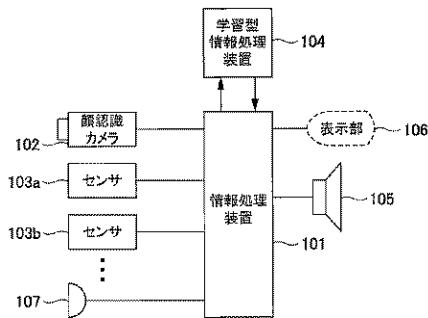 学習型
情報処理
装置
104
顔認識
カメラ
102
表示部
106
103a
センサ
情報処理
装置
105
103b
センサ
101
107